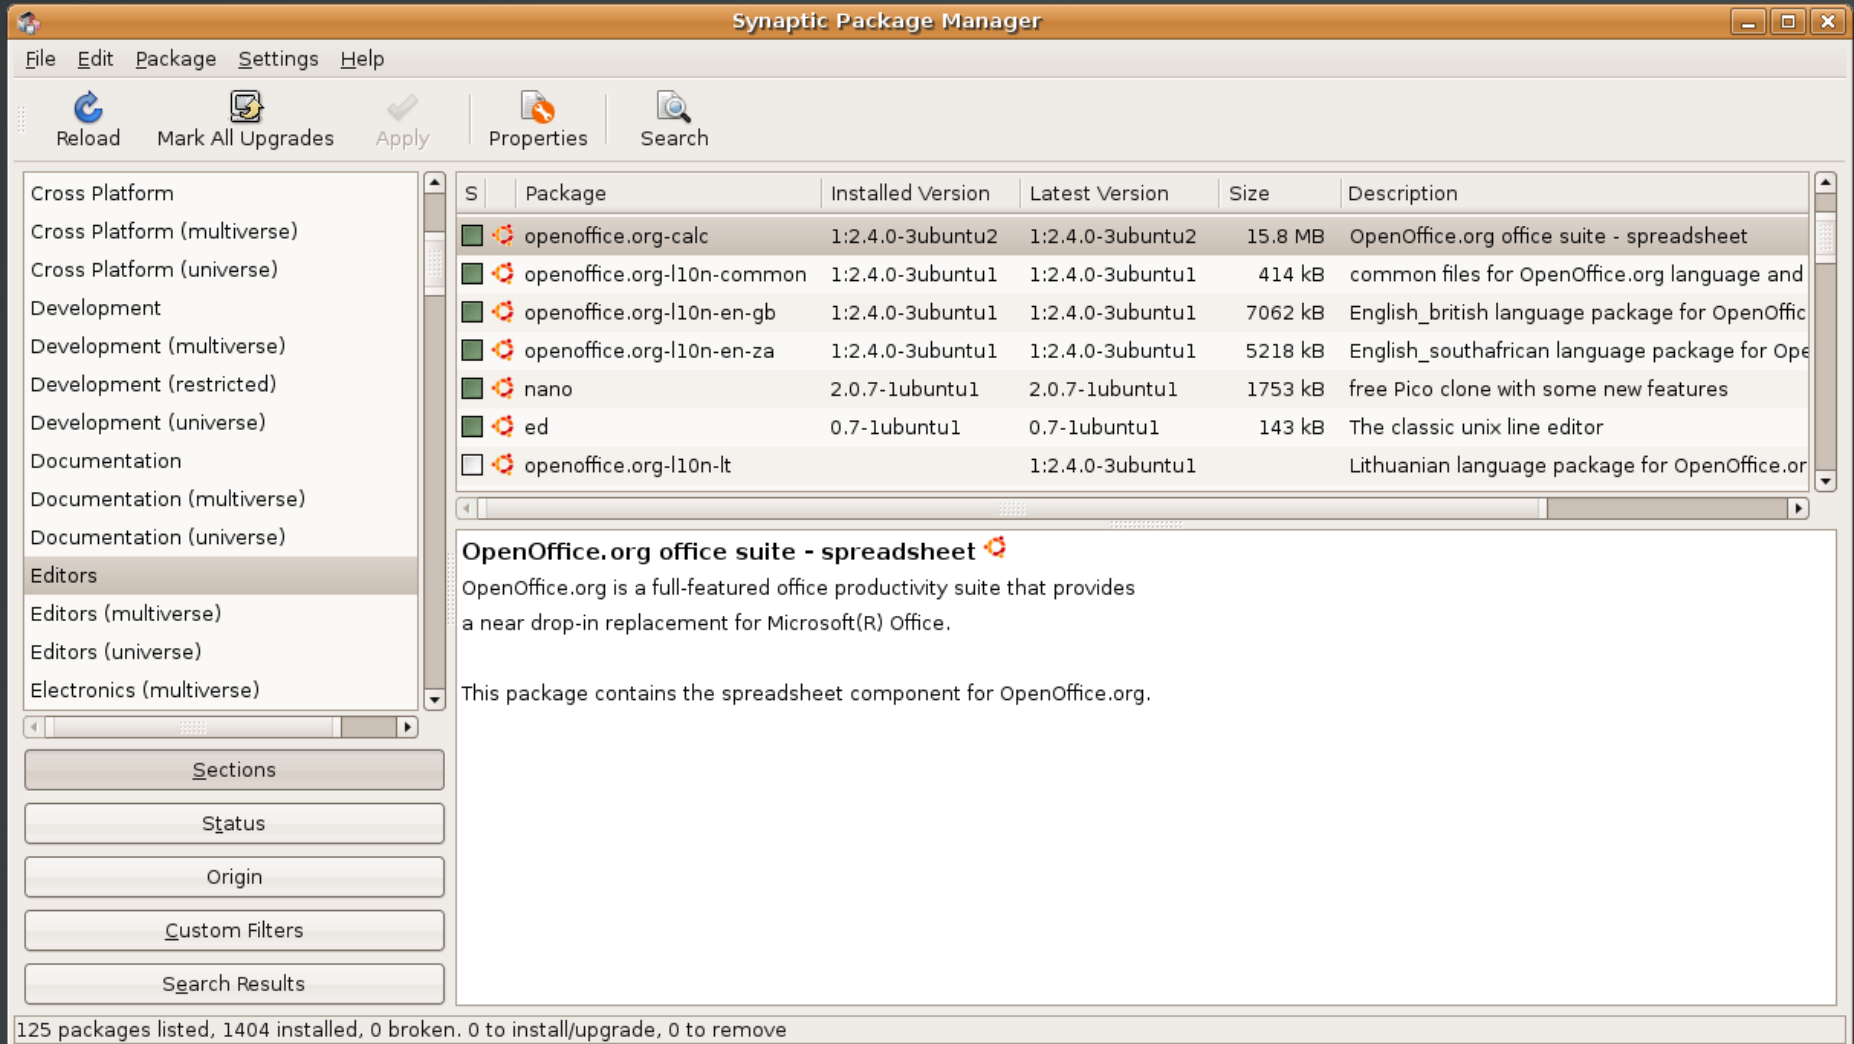 Synaptic Package Manager
File Edit Package Settings Help
Reload Mark All Upgrades Apply Properties Search
Cross Platform
Cross Platform (multiverse)
Cross Platform (universe)
Development
Development (multiverse)
Development (restricted)
Development (universe)
Documentation
Documentation (multiverse)
Documentation (universe)
Editors
Editors (multiverse)
Editors (universe)
Electronics (multiverse)
Sections
Status
Origin
Custom Filters
Search Results
S Package Installed Version Latest Version Size Description
openoffice.org-calc 1:2.4.0-3ubuntu2 1:2.4.0-3ubuntu2 15.8 MB OpenOffice.org office suite - spreadsheet
openoffice.org-l10n-common 1:2.4.0-3ubuntu1 1:2.4.0-3ubuntu1 414 kB common files for OpenOffice.org language and
openoffice.org-l10n-en-gb 1:2.4.0-3ubuntu1 1:2.4.0-3ubuntu1 7062 kB English_british language package for OpenOffic
openoffice.org-l10n-en-za 1:2.4.0-3ubuntu1 1:2.4.0-3ubuntu1 5218 kB English_southafrican language package for Ope
nano 2.0.7-1ubuntu1 2.0.7-1ubuntu1 1753 kB free Pico clone with some new features
ed 0.7-1ubuntu1 0.7-1ubuntu1 143 kB The classic unix line editor
openoffice.org-l10n-lt 1:2.4.0-3ubuntu1 Lithuanian language package for OpenOffice.or
OpenOffice.org office suite - spreadsheet
OpenOffice.org is a full-featured office productivity suite that provides
a near drop-in replacement for Microsoft(R) Office.
This package contains the spreadsheet component for OpenOffice.org.
125 packages listed, 1404 installed, 0 broken. 0 to install/upgrade, 0 to remove